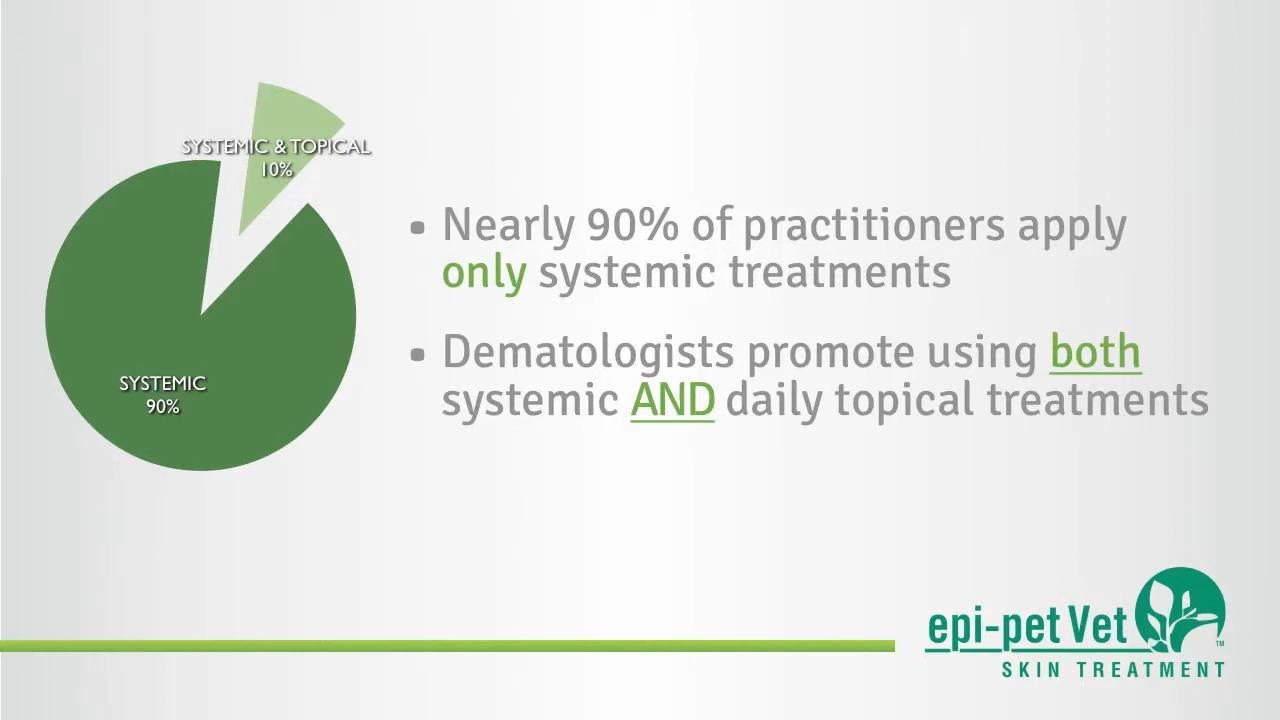 SYSTEMIC & TOPICAL
10%
SYSTEMIC
90%
▪ Nearly 90% of practitioners apply
only systemic treatments
▪ Dematologists promote using both
systemic AND daily topical treatments
epi-pet Vet
TM
SKIN TREATMENT